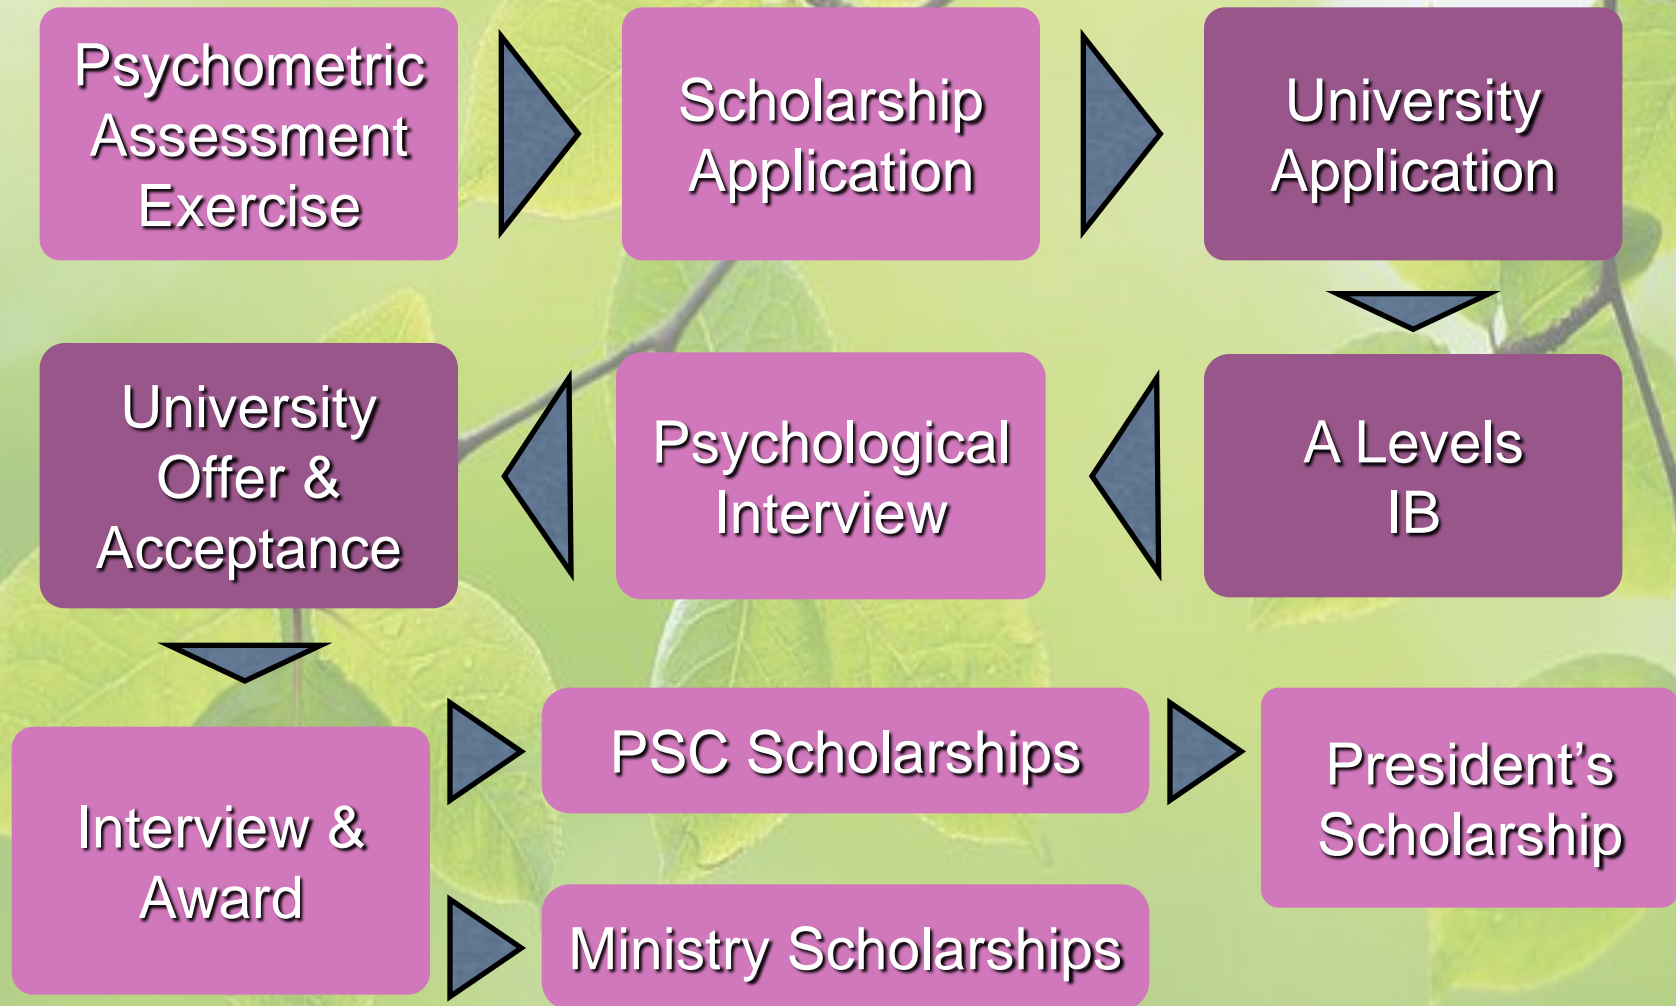 Psychometric
Assessment
Exercise
Scholarship
Application
University
Application
University
Offer &
Acceptance
Psychological
Interview
A Levels
IB
Interview &
Award
PSC Scholarships
Ministry Scholarships
President’s
Scholarship